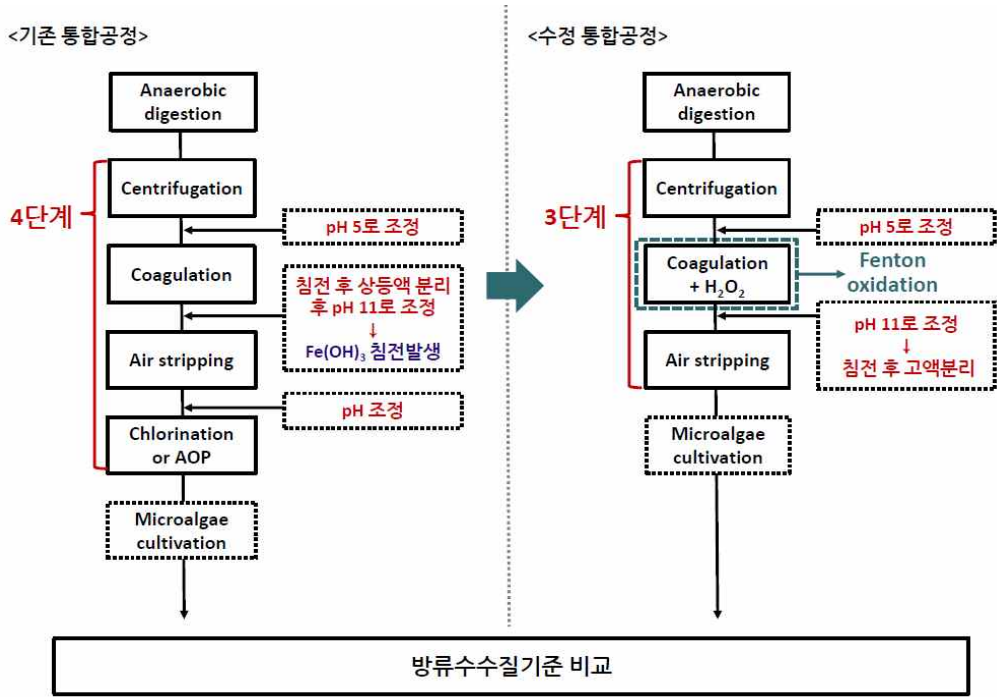 <기존 통합공정>
Anaerobic
digestion
4단계
Centrifugation
pH 5로 조정
Coagulation
침전 후 상등액 분리
후 pH 11로 조정
↓
Fe(OH)₃ 침전발생
Air stripping
pH 조정
Chlorination
or AOP
Microalgae
cultivation
<수정 통합공정>
Anaerobic
digestion
3단계
Centrifugation
pH 5로 조정
Coagulation
+ H₂O₂
Fenton
oxidation
pH 11로 조정
↓
침전 후 고액분리
Air stripping
Microalgae
cultivation
방류수수질기준 비교